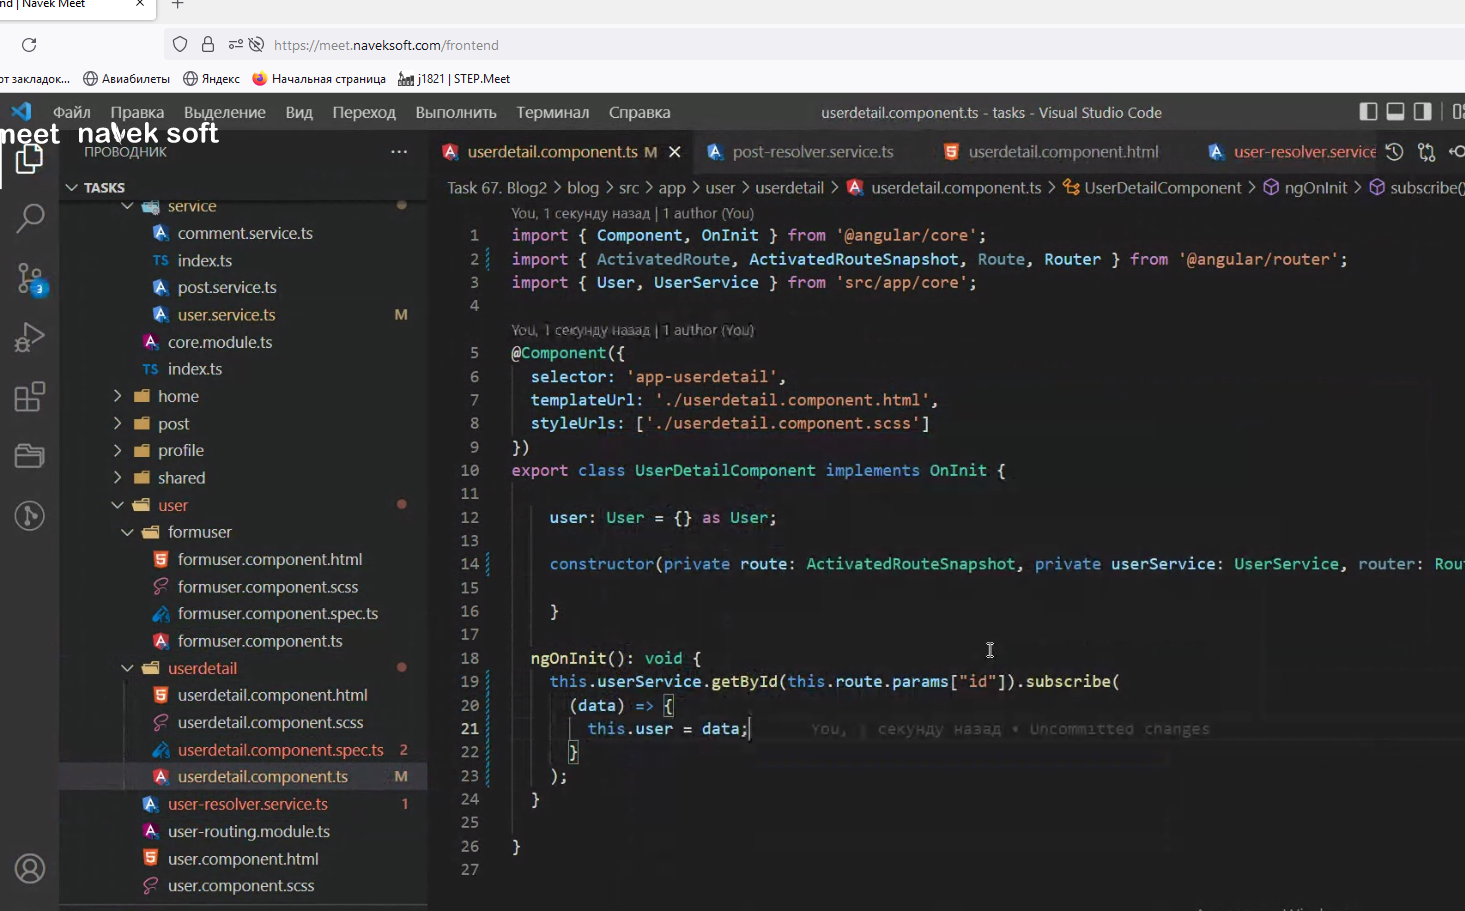 nd | Navek Meet
https://meet.naveksoft.com/frontend
от закладок...
Авиабилеты
Яндекс
Начальная страница
j1821 | STEP.Meet
Файл Правка Выделение Вид Переход Выполнить Терминал Справка
userdetail.component.ts - tasks - Visual Studio Code
meet navek soft
ПРОВОДНИК
TASKS
service
comment.service.ts
TS index.ts
post.service.ts
user.service.ts M
core.module.ts
TS index.ts
home
post
profile
shared
user
formuser
formuser.component.html
formuser.component.scss
formuser.component.spec.ts
formuser.component.ts
userdetail
userdetail.component.html
userdetail.component.scss
userdetail.component.spec.ts 2
userdetail.component.ts M
user-resolver.service.ts 1
user-routing.module.ts
user.component.html
user.component.scss
3
userdetail.component.ts M
post-resolver.service.ts
userdetail.component.html
user-resolver.service
Task 67. Blog2 > blog > src > app > user > userdetail > userdetail.component.ts > UserDetailComponent > ngOnInit > subscribe()
You, 1 секунду назад | 1 author (You)
1 import { Component, OnInit } from '@angular/core';
2 import { ActivatedRoute, ActivatedRouteSnapshot, Route, Router } from '@angular/router';
3 import { User, UserService } from 'src/app/core';
4
You, 1 секунду назад | 1 author (You)
5 @Component({
6 selector: 'app-userdetail',
7 templateUrl: './userdetail.component.html',
8 styleUrls: ['./userdetail.component.scss']
9 })
10 export class UserDetailComponent implements OnInit {
11
12 user: User = {} as User;
13
14 constructor(private route: ActivatedRouteSnapshot, private userService: UserService, router: Rou
15
16 }
17
18 ngOnInit(): void {
19 this.userService.getById(this.route.params["id"]).subscribe(
20 (data) => {
21 this.user = data; You, 1 секунду назад • Uncommitted changes
22 }
23 );
24 }
25
26 }
27